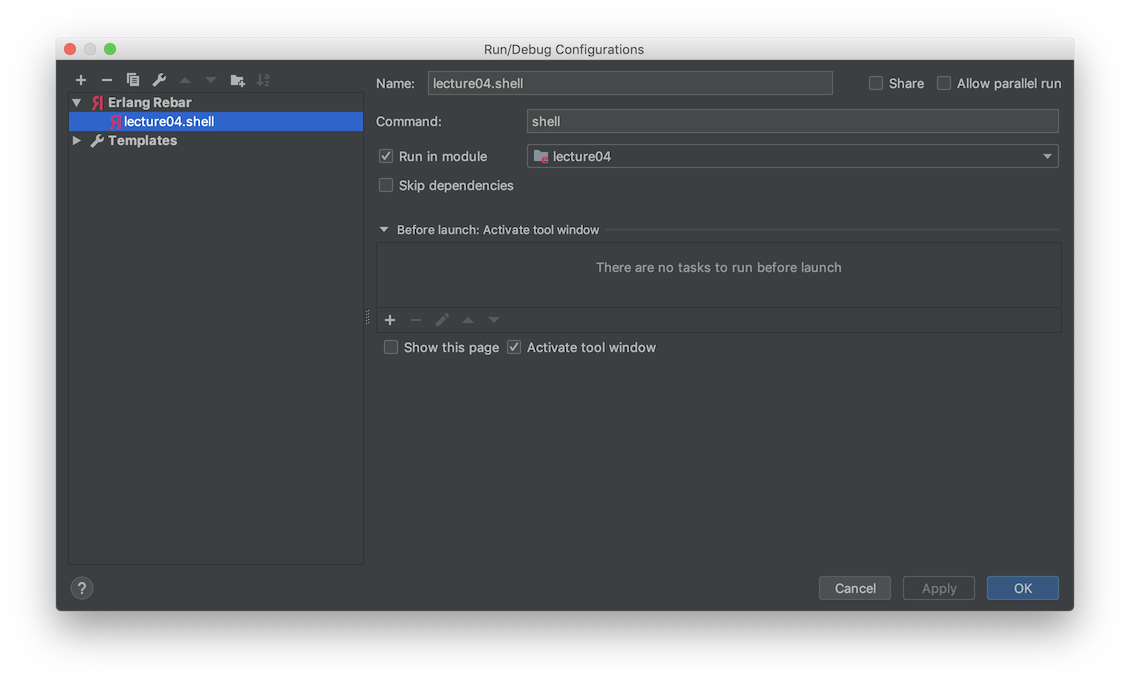 Run/Debug Configurations
Name: lecture04.shell Share Allow parallel run
Erlang Rebar
lecture04.shell
Templates
Command: shell
Run in module lecture04
Skip dependencies
Before launch: Activate tool window
There are no tasks to run before launch
Show this page Activate tool window
? Cancel Apply OK